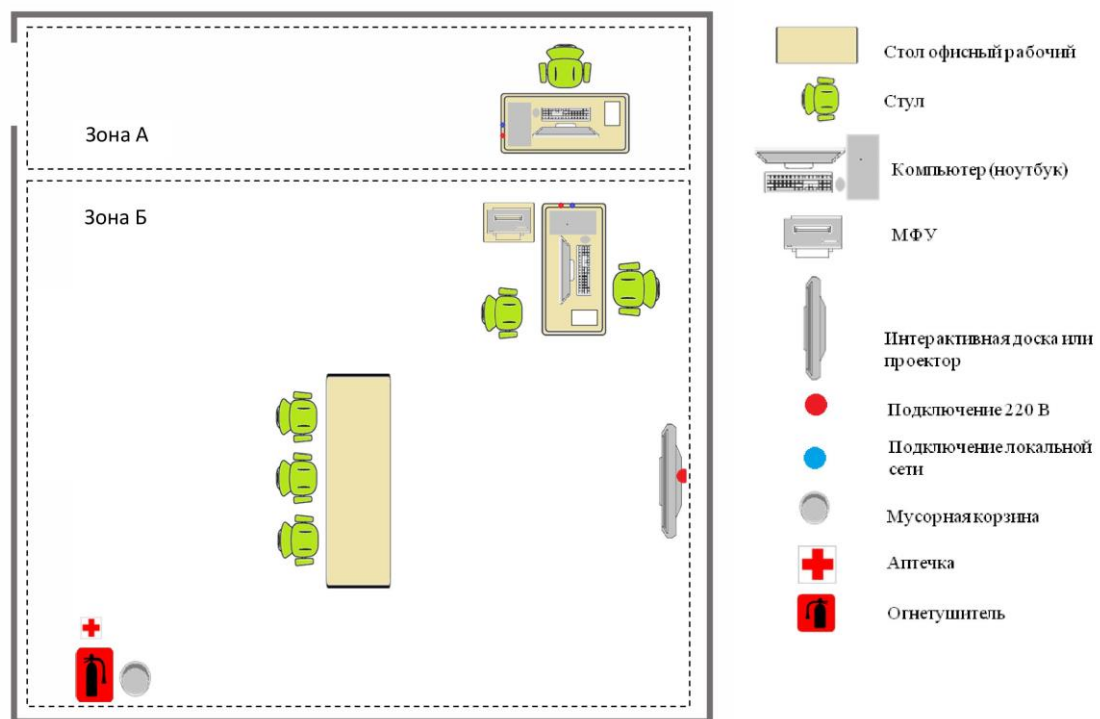 Зона А
Зона Б
Стол офисный рабочий
Стул
Компьютер (ноутбук)
МФУ
Интерактивная доска или
проектор
Подключение 220 В
Подключение локальной
сети
Мусорная корзина
Аптечка
Огнетушитель